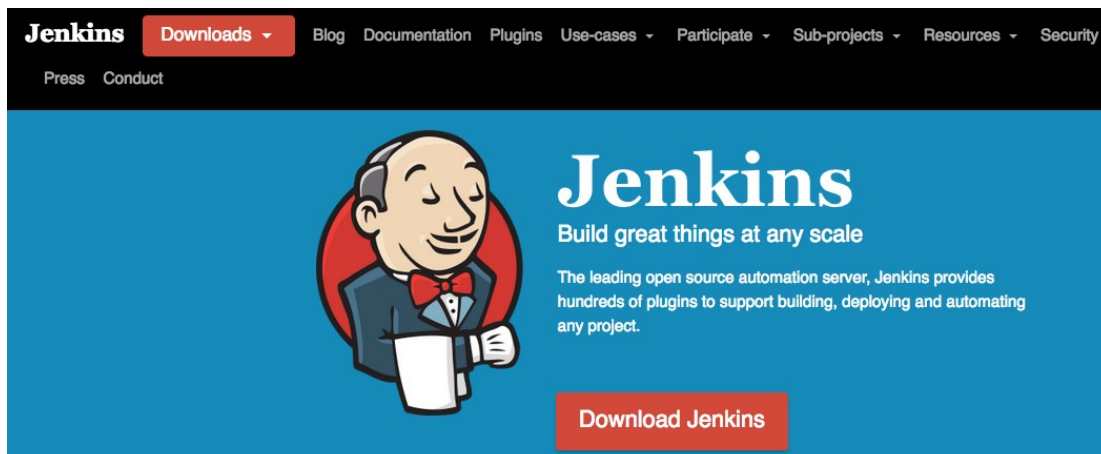 Jenkins Downloads Blog Documentation Plugins Use-cases Participate Sub-projects Resources Security
Press Conduct
Jenkins
Build great things at any scale
The leading open source automation server, Jenkins provides
hundreds of plugins to support building, deploying and automating
any project.
Download Jenkins